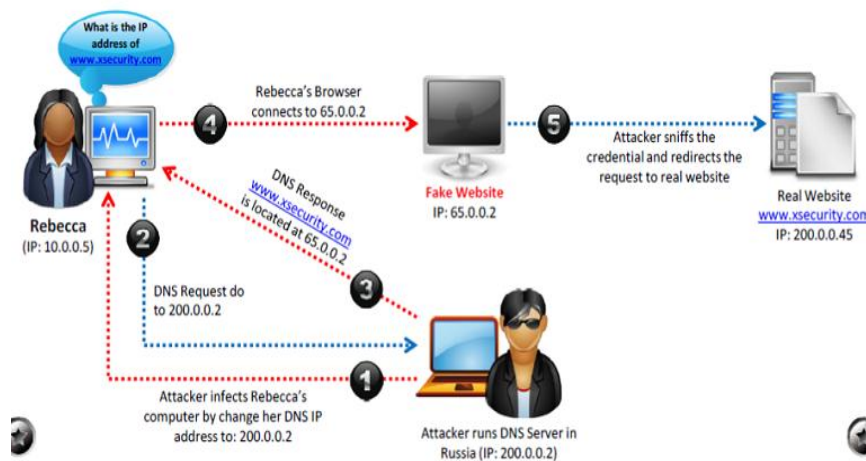 What is the IP
address of
www.xsecurity.com
4
Rebecca's Browser
connects to 65.0.0.2
5
Attacker sniffs the
credential and redirects the
request to real website
Fake Website
IP: 65.0.0.2
Real Website
www.xsecurity.com
IP: 200.0.0.45
Rebecca
(IP: 10.0.0.5)
2
DNS Response
www.xsecurity.com
is located at 65.0.0.2
3
DNS Request do
to 200.0.0.2
1
Attacker infects Rebecca's
computer by change her DNS IP
address to: 200.0.0.2
Attacker runs DNS Server in
Russia (IP: 200.0.0.2)